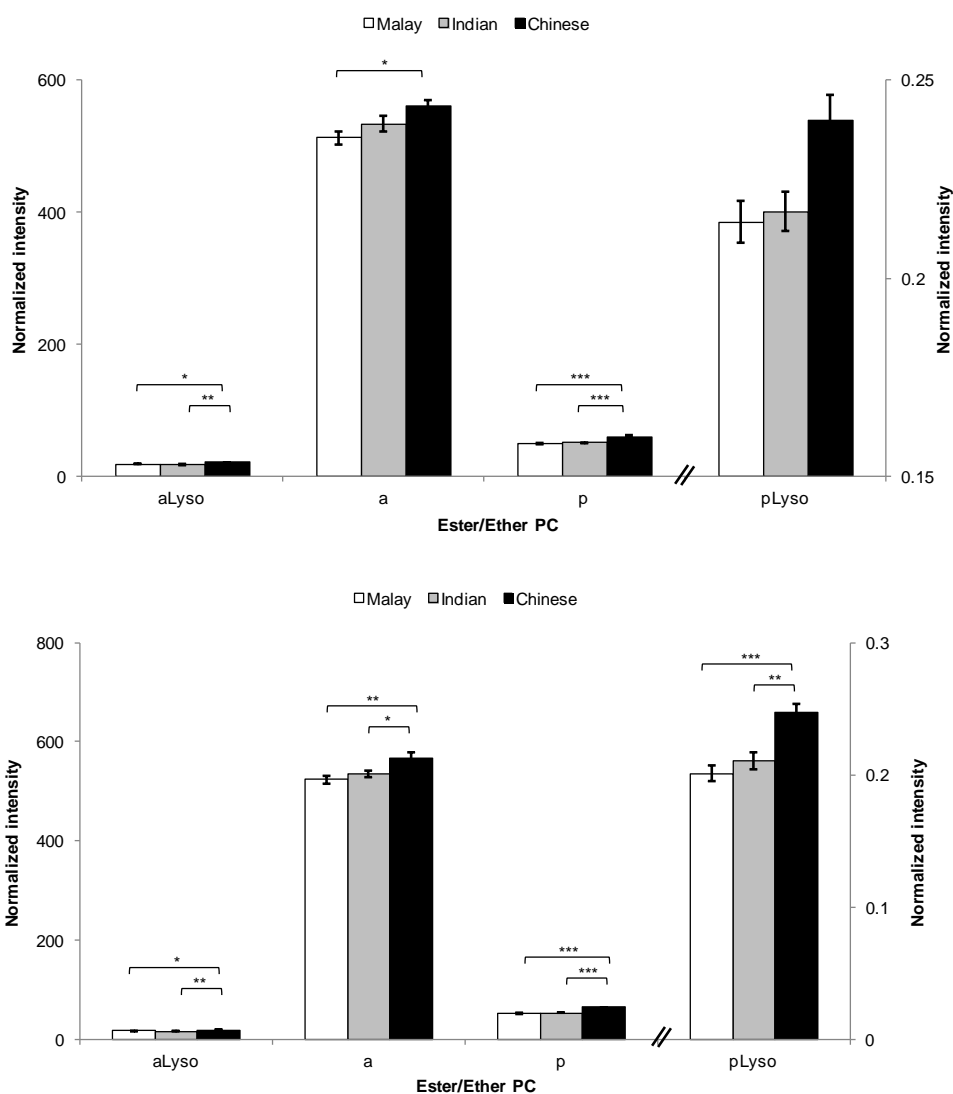 Malay Indian Chinese
*
600
400
200
0
Normalized intensity
0.25
0.2
0.15
Normalized intensity
*
**
***
***
aLyso a p pLyso
Ester/Ether PC
Malay Indian Chinese
800
600
400
200
0
Normalized intensity
0.3
0.2
0.1
0
Normalized intensity
*
**
**
*
***
***
***
**
aLyso a p pLyso
Ester/Ether PC